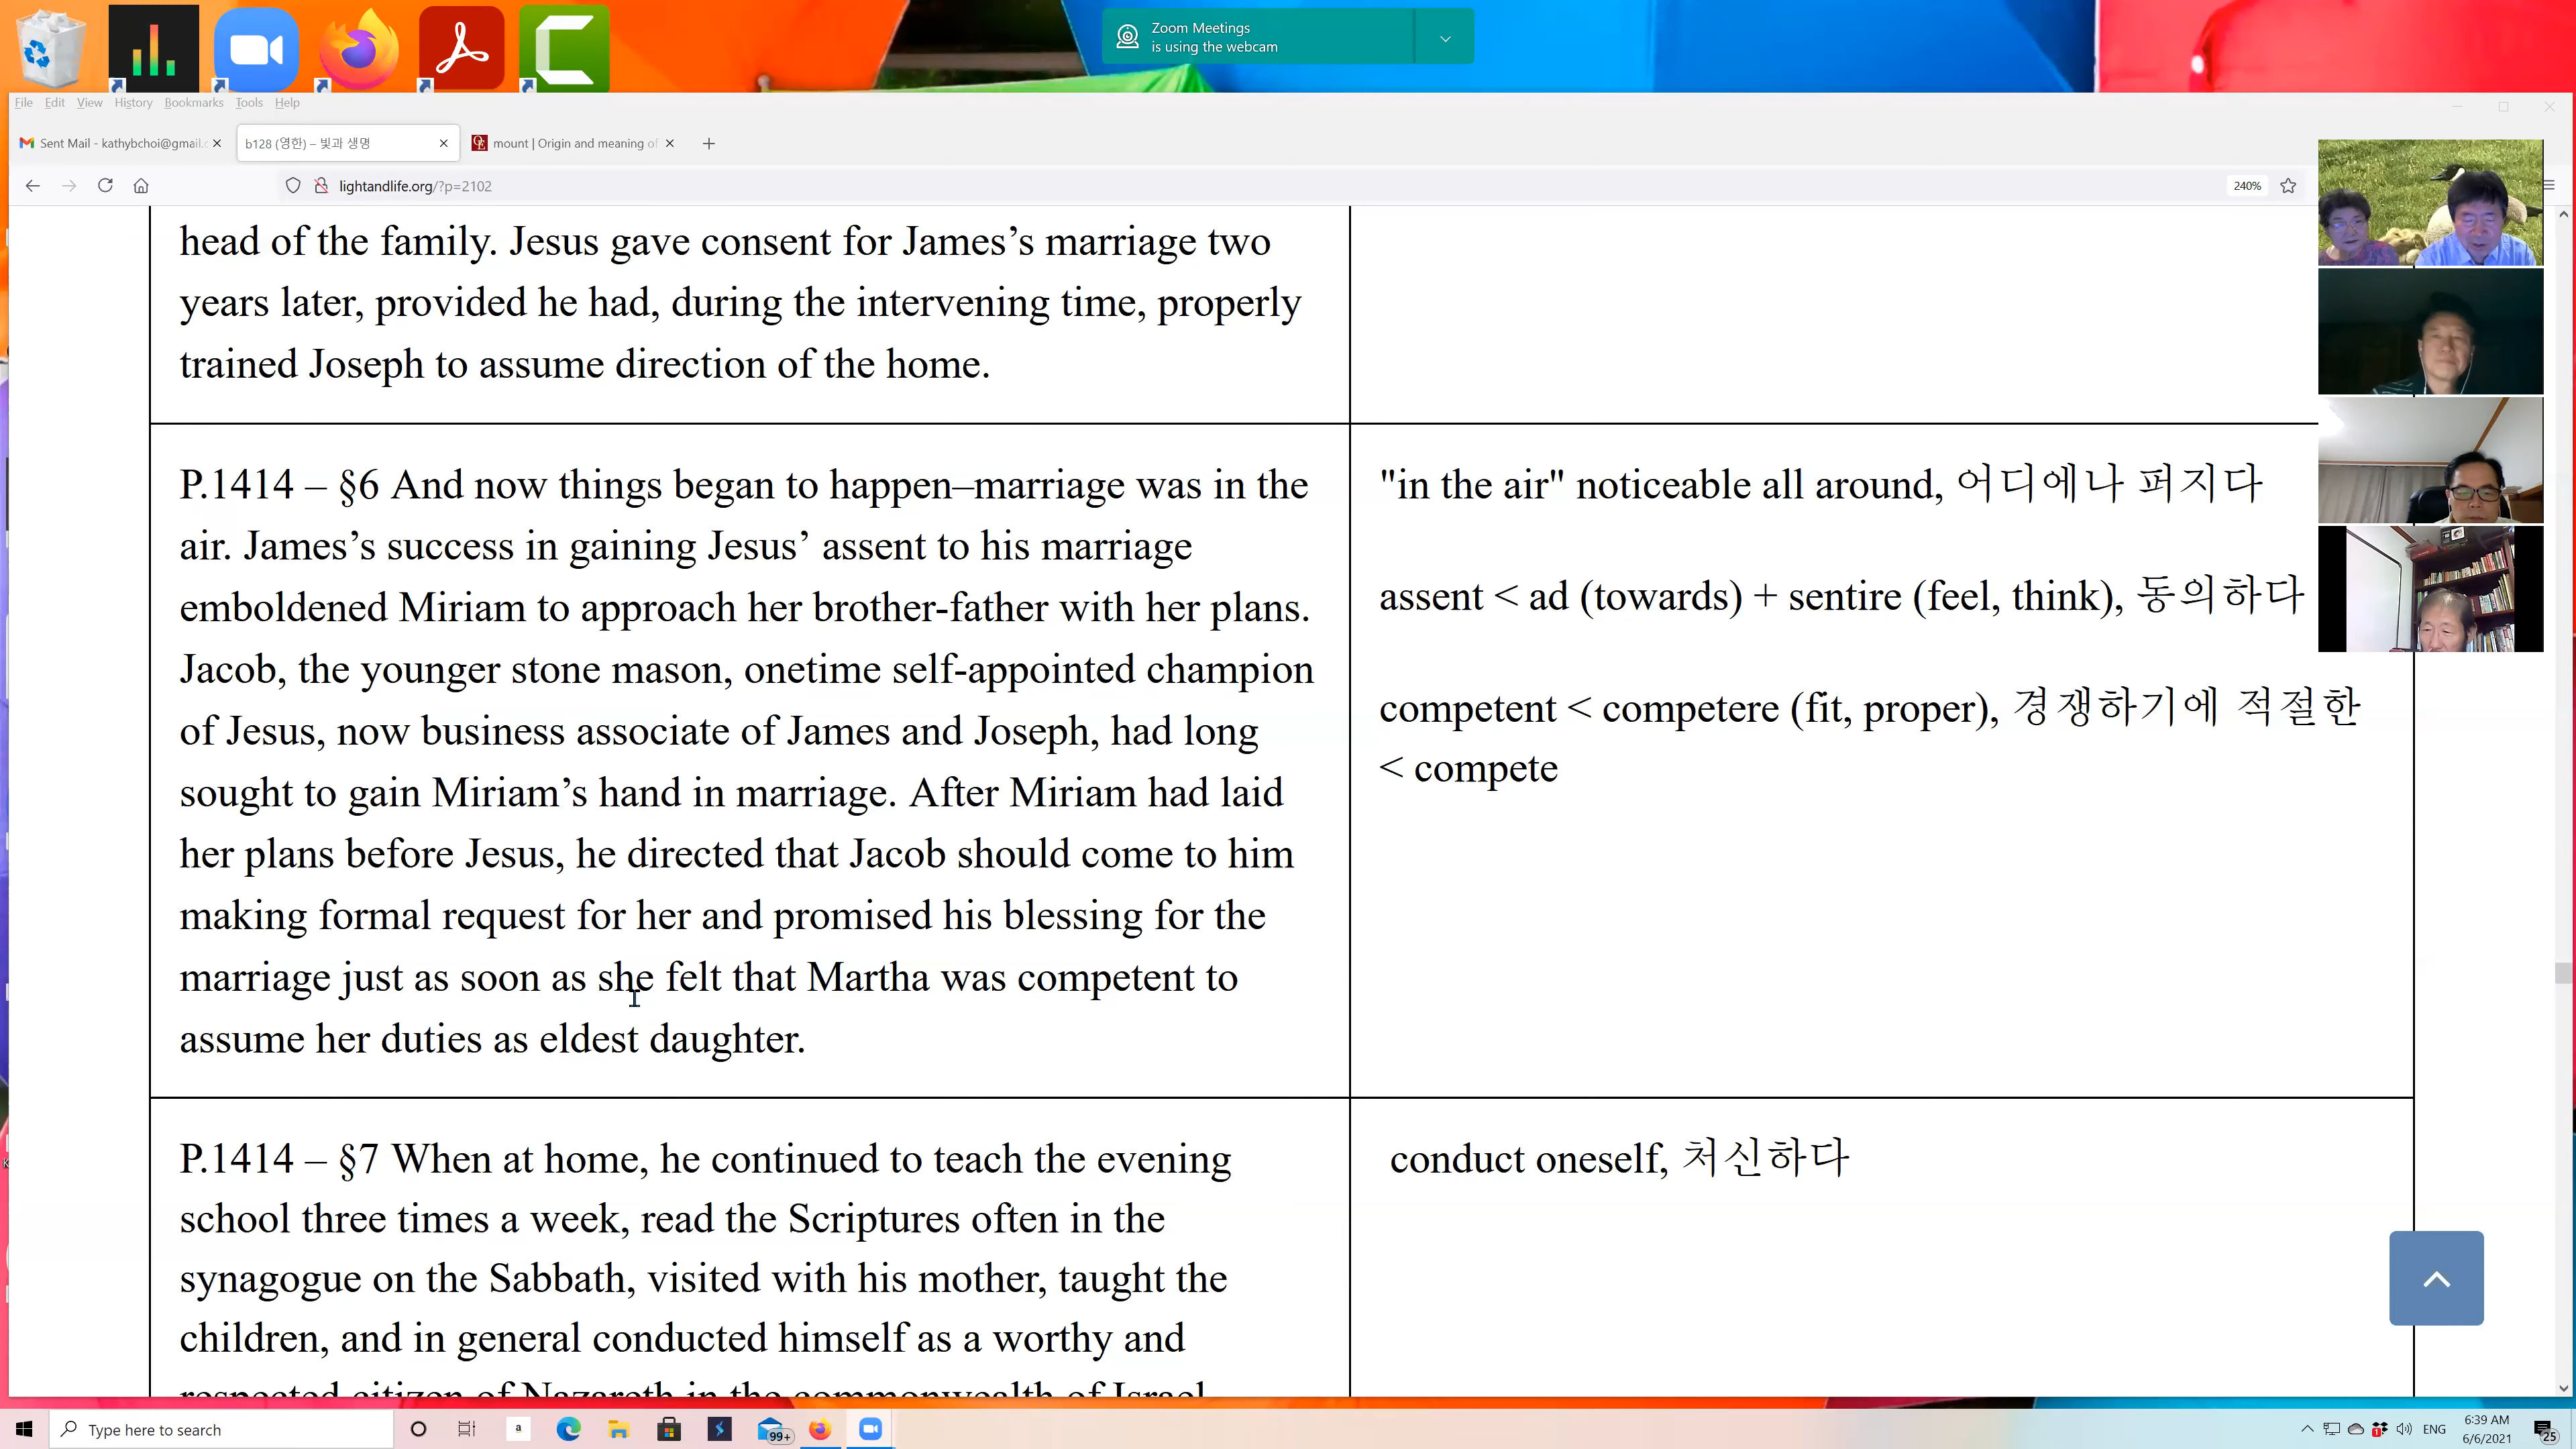 Zoom Meetings
is using the webcam
File Edit View History Bookmarks Tools Help
Sent Mail - kathybchoi@gmail.c
b128 (영한) – 빛과 생명
mount | Origin and meaning of
lightandlife.org/?p=2102
240%
head of the family. Jesus gave consent for James’s marriage two
years later, provided he had, during the intervening time, properly
trained Joseph to assume direction of the home.
P.1414 – §6 And now things began to happen–marriage was in the
air. James’s success in gaining Jesus’ assent to his marriage
emboldened Miriam to approach her brother-father with her plans.
Jacob, the younger stone mason, onetime self-appointed champion
of Jesus, now business associate of James and Joseph, had long
sought to gain Miriam’s hand in marriage. After Miriam had laid
her plans before Jesus, he directed that Jacob should come to him
making formal request for her and promised his blessing for the
marriage just as soon as she felt that Martha was competent to
assume her duties as eldest daughter.
"in the air" noticeable all around, 어디에나 퍼지다
assent < ad (towards) + sentire (feel, think), 동의하다
competent < competere (fit, proper), 경쟁하기에 적절한
< compete
P.1414 – §7 When at home, he continued to teach the evening
school three times a week, read the Scriptures often in the
synagogue on the Sabbath, visited with his mother, taught the
children, and in general conducted himself as a worthy and
respected citizen of Nazareth in the commonwealth of Israel
conduct oneself, 처신하다
Type here to search
a
99+
ENG
6:39 AM
6/6/2021
25